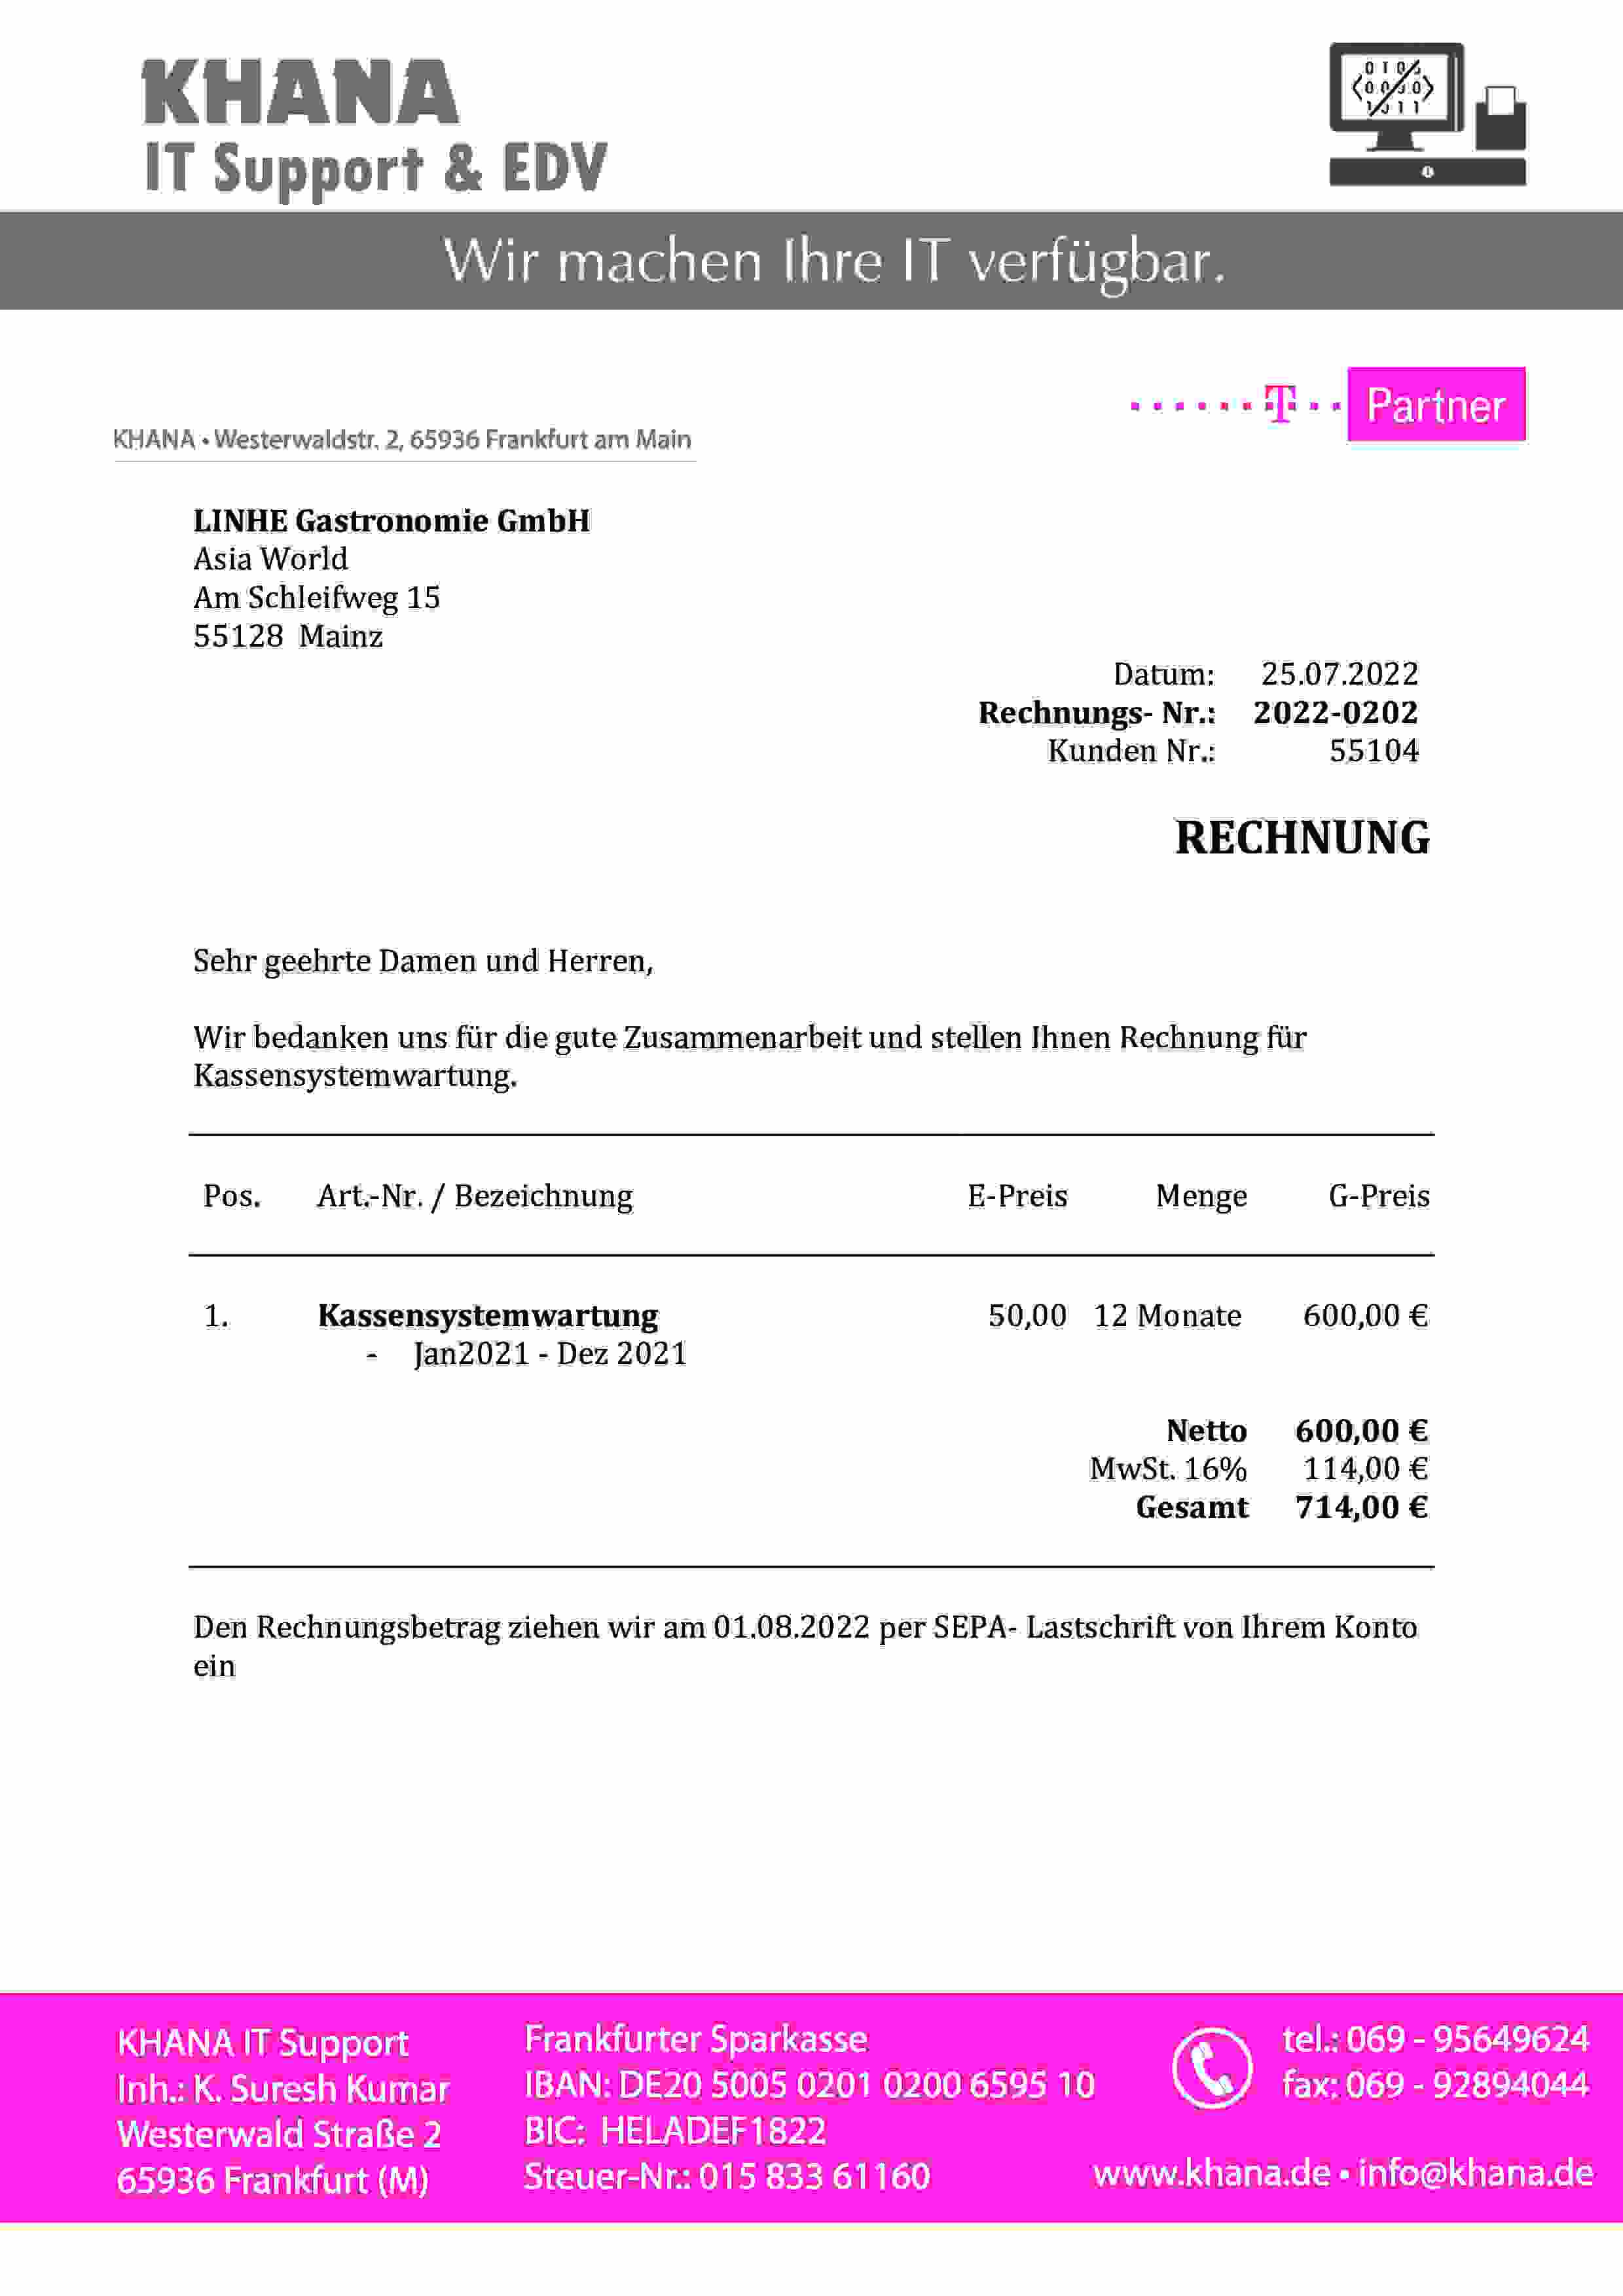 KHANA
IT Support & EDV
Wir machen Ihre IT verfügbar.
T Partner
KHANA • Westerwaldstr. 2, 65936 Frankfurt am Main
LINHE Gastronomie GmbH
Asia World
Am Schleifweg 15
55128 Mainz
Datum: 25.07.2022
Rechnungs- Nr.: 2022-0202
Kunden Nr.: 55104
RECHNUNG
Sehr geehrte Damen und Herren,
Wir bedanken uns für die gute Zusammenarbeit und stellen Ihnen Rechnung für
Kassensystemwartung.
Pos. Art.-Nr. / Bezeichnung E-Preis Menge G-Preis
1. Kassensystemwartung 50,00 12 Monate 600,00 €
- Jan2021 - Dez 2021
Netto 600,00 €
MwSt. 16% 114,00 €
Gesamt 714,00 €
Den Rechnungsbetrag ziehen wir am 01.08.2022 per SEPA- Lastschrift von Ihrem Konto
ein
KHANA IT Support
Inh.: K. Suresh Kumar
Westerwald Straße 2
65936 Frankfurt (M)
Frankfurter Sparkasse
IBAN: DE20 5005 0201 0200 6595 10
BIC: HELADEF1822
Steuer-Nr.: 015 833 61160
tel.: 069 - 95649624
fax: 069 - 92894044
www.khana.de • info@khana.de